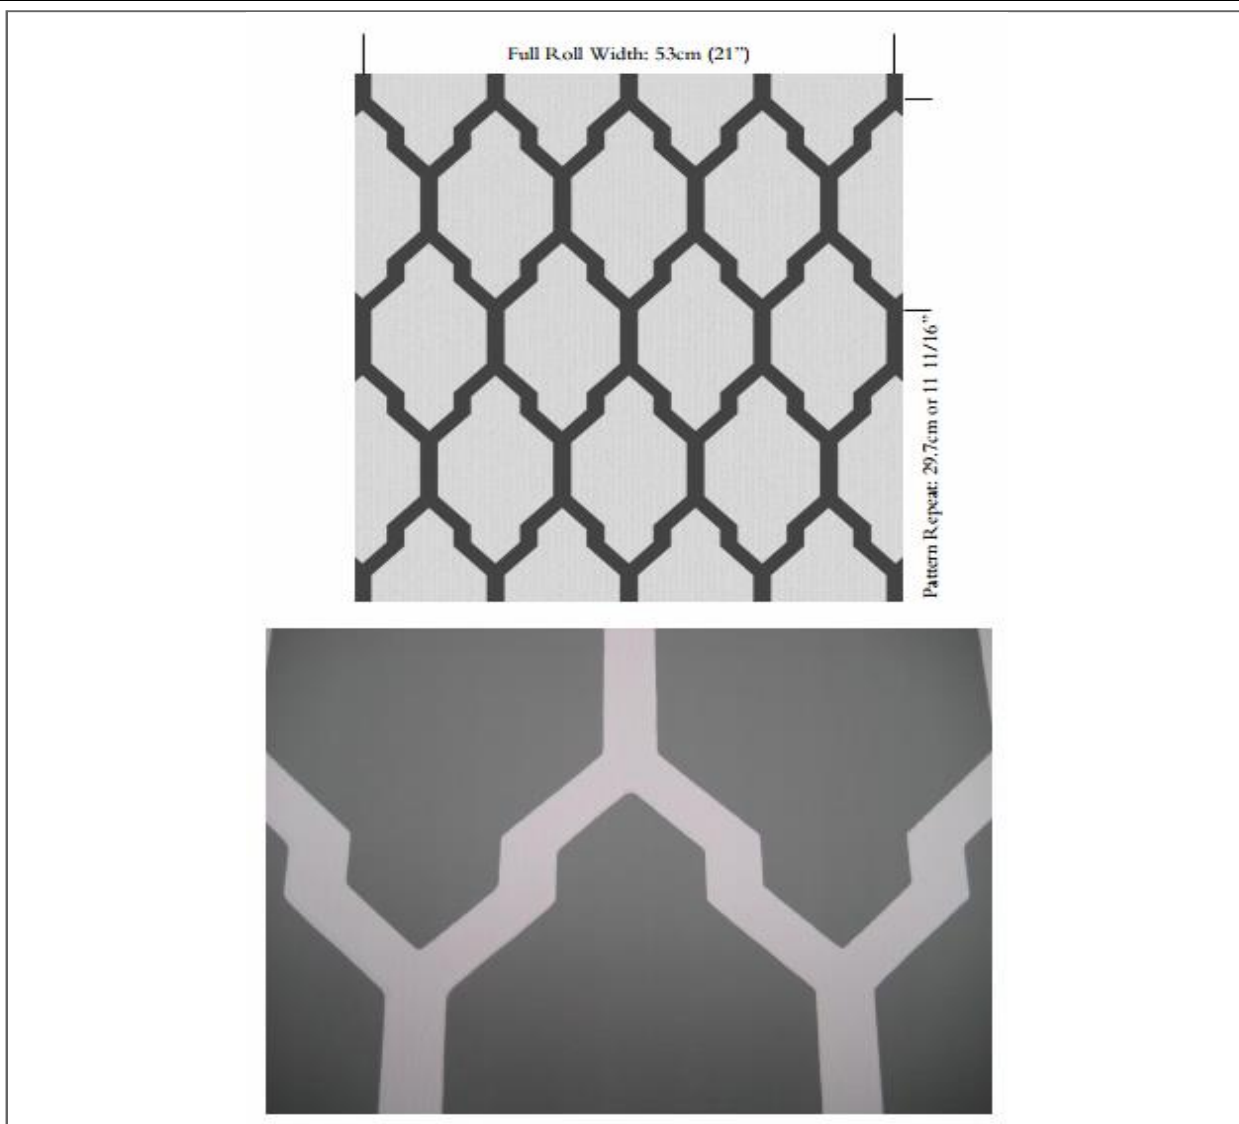 Full Roll Width: 53cm (21”)
Pattern Repeat: 29.7cm or 11 11/16”